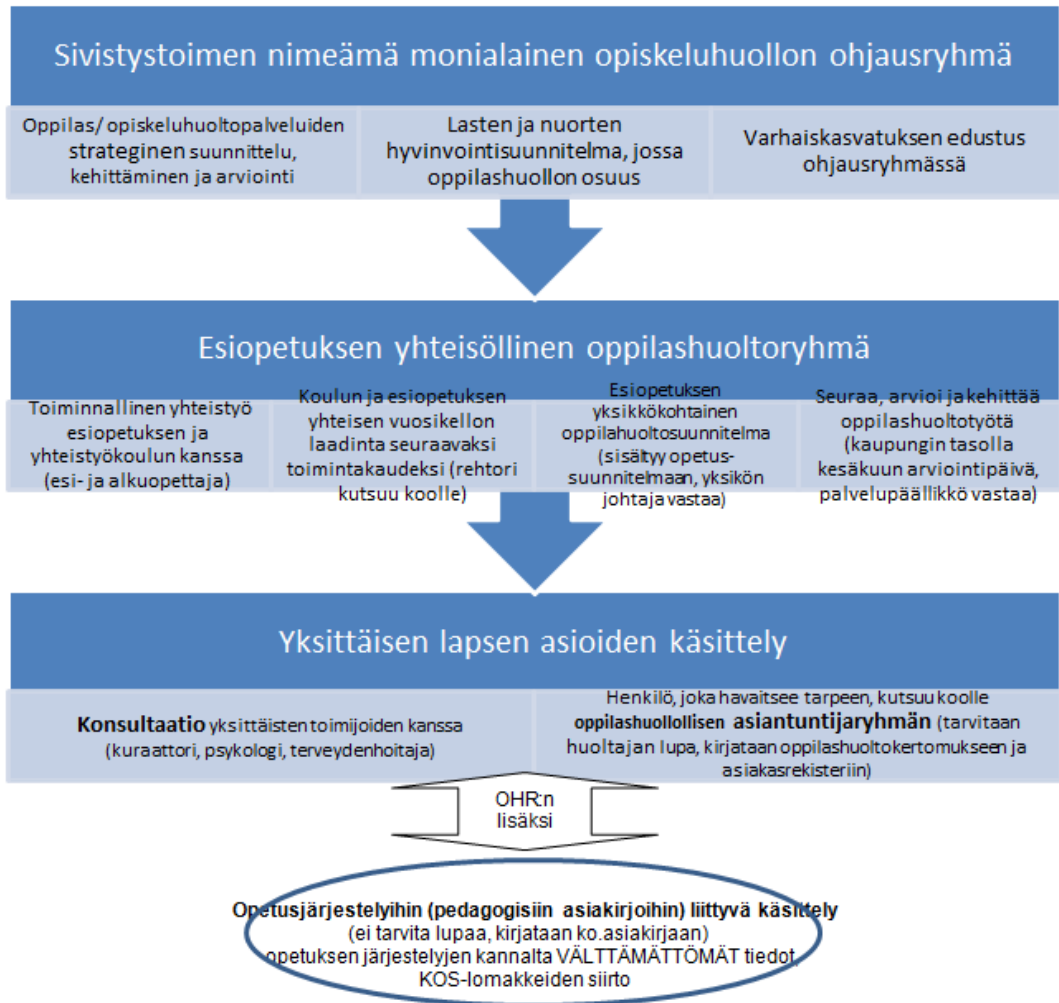 Sivistystoimen nimeämä monialainen opiskeluhuollon ohjausryhmä
Oppilas/ opiskeluhuoltopalveluiden
strateginen suunnittelu,
kehittäminen ja arviointi
Lasten ja nuorten
hyvinvointisuunnitelma, jossa
oppilashuollon osuus
Varhaiskasvatuksen edustus
ohjausryhmässä
Esiopetuksen yhteisöllinen oppilashuoltoryhmä
Toiminnallinen yhteistyö
esiopetuksen ja
yhteistyökoulun kanssa
(esi- ja alkuopettaja)
Koulun ja esiopetuksen
yhteisen vuosikellon
laadinta seuraavaksi
toimintakaudeksi (rehtori
kutsuu koolle)
Esiopetuksen
yksikkökohtainen
oppilahuoltosuunnitelma
(sisältyy opetus-
suunnitelmaan, yksikön
johtaja vastaa)
Seuraa, arvioi ja kehittää
oppilashuoltotyötä
(kaupungin tasolla
kesäkuun arviointipäivä,
palvelupäällikkö vastaa)
Yksittäisen lapsen asioiden käsittely
Konsultaatio yksittäisten toimijoiden kanssa
(kuraattori, psykologi, terveydenhoitaja)
Henkilö, joka havaitsee tarpeen, kutsuu koolle
oppilashuollollisen asiantuntijaryhmän (tarvitaan
huoltajan lupa, kirjataan oppilashuoltokertomukseen ja
asiakasrekisteriin)
OHR:n
lisäksi
Opetusjärjestelyihin (pedagogisiin asiakirjoihin) liittyvä käsittely
(ei tarvita lupaa, kirjataan ko.asiakirjaan)
opetuksen järjestelyjen kannalta VÄLTTÄMÄTTÖMÄT tiedot,
KOS-lomakkeiden siirto